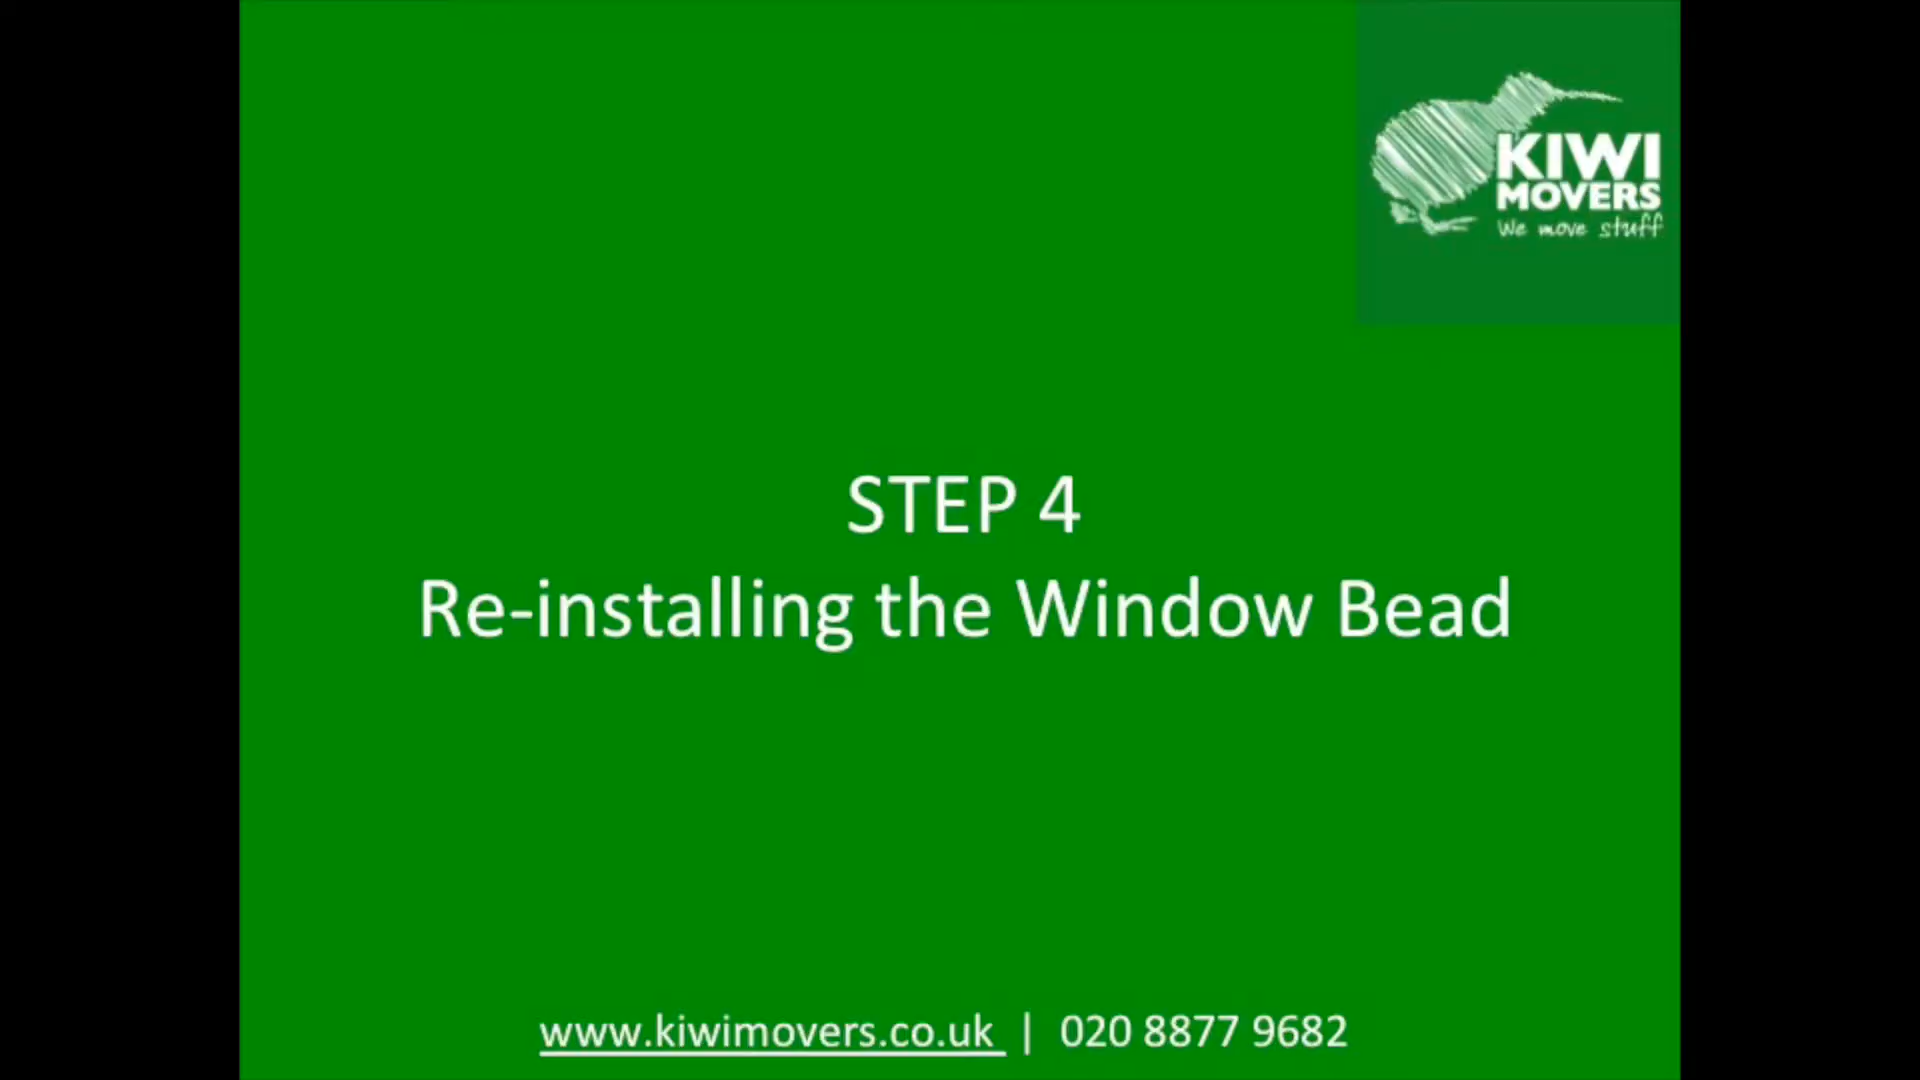 KIWI
MOVERS
We move stuff
STEP 4
Re-installing the Window Bead
www.kiwimovers.co.uk | 020 8877 9682